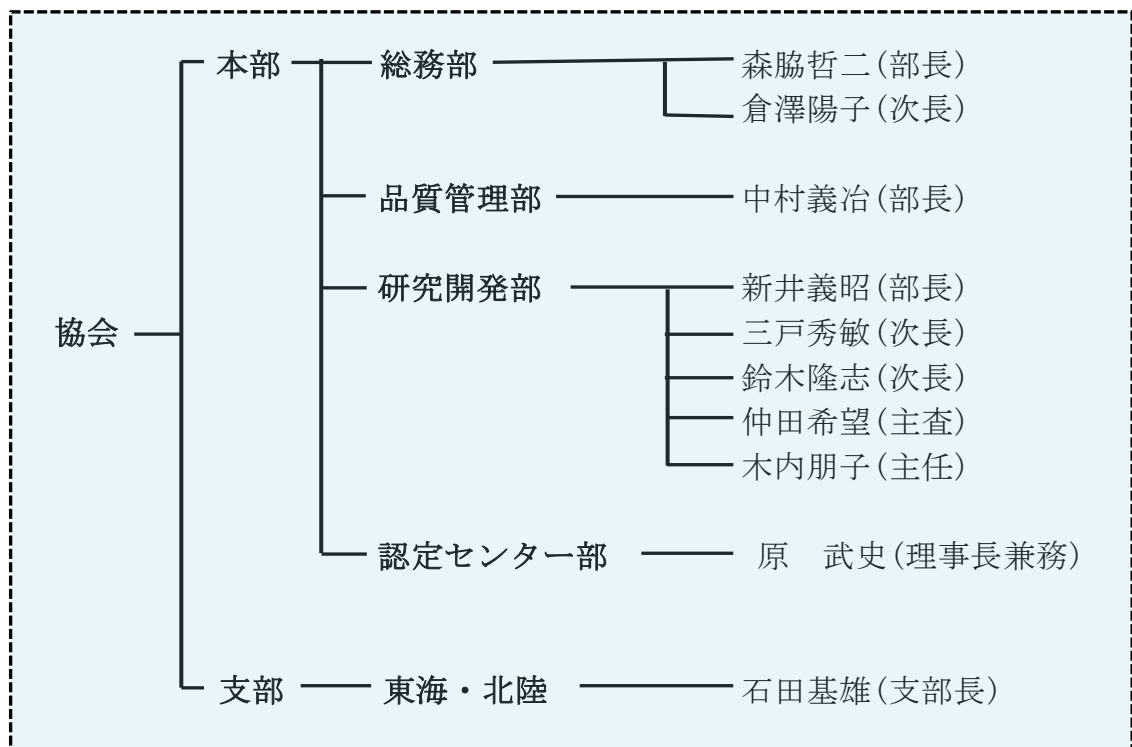 本部 総務部 森脇哲二(部長)
倉澤陽子(次長)
品質管理部 中村義冶(部長)
研究開発部 新井義昭(部長)
協会 三戸秀敏(次長)
鈴木隆志(次長)
仲田希望(主査)
木内朋子(主任)
認定センター部 原　武史(理事長兼務)
支部 東海・北陸 石田基雄(支部長)